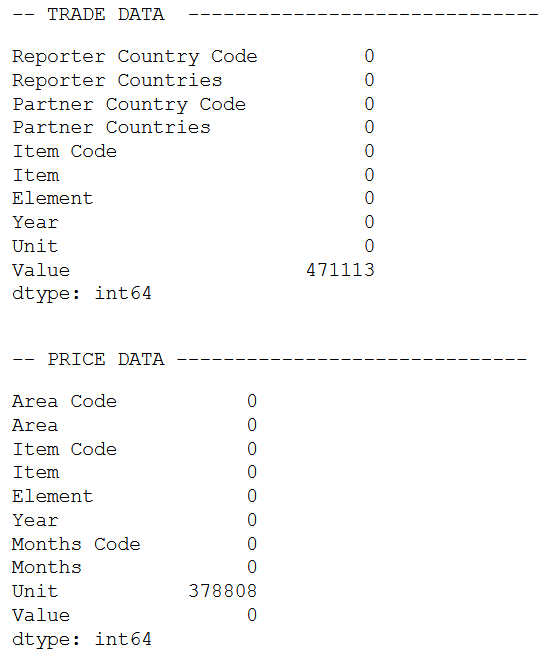 -- TRADE DATA  ------------------------------
Reporter Country Code         0
Reporter Countries            0
Partner Country Code          0
Partner Countries             0
Item Code                     0
Item                          0
Element                       0
Year                          0
Unit                          0
Value                    471113
dtype: int64
-- PRICE DATA ------------------------------
Area Code           0
Area                0
Item Code           0
Item                0
Element             0
Year                0
Months Code         0
Months              0
Unit           378808
Value               0
dtype: int64